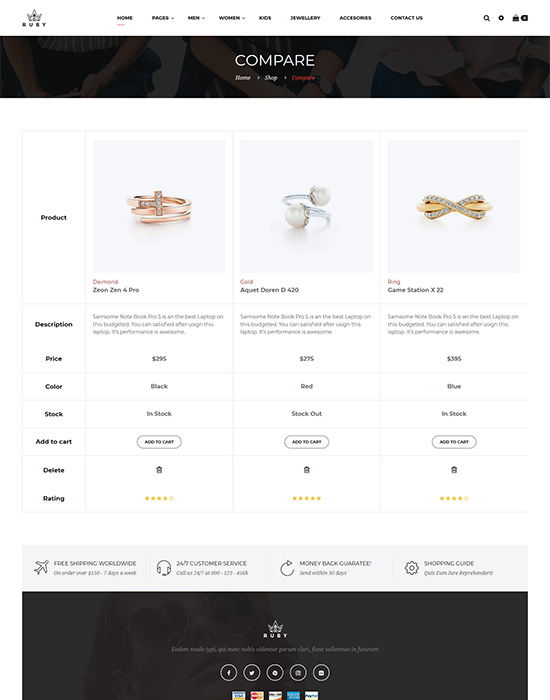 RUBY
HOME PAGES MEN WOMEN KIDS JEWELLERY ACCESORIES CONTACT US
0
COMPARE
Home > Shop > Compare
Product
Daimond
Zeon Zen 4 Pro
Gold
Aquet Doren D 420
Ring
Game Station X 22
Description
Samsome Note Book Pro 5 is an the best Laptop
on this budgeted. You can satisfied after usign this
laptop. It's performance is awesome.
Samsome Note Book Pro 5 is an the best Laptop
on this budgeted. You can satisfied after usign this
laptop. It's performance is awesome.
Samsome Note Book Pro 5 is an the best Laptop
on this budgeted. You can satisfied after usign this
laptop. It's performance is awesome.
Price $295 $275 $395
Color Black Red Blue
Stock In Stock Stock Out In Stock
Add to cart ADD TO CART ADD TO CART ADD TO CART
Delete
Rating
FREE SHIPPING WORLDWIDE
On order over $150 - 7 days a week
24/7 CUSTOMER SERVICE
Call us 24/7 at 000 - 123 - 456k
MONEY BACK GUARATEE!
Send within 30 days
SHOPPING GUIDE
Quis Eum Iure Reprehenderit
RUBY
Eodem modo typi, qui nunc nobis videntur parum clari, fiant sollemnes in futurum
VISA
PayPal